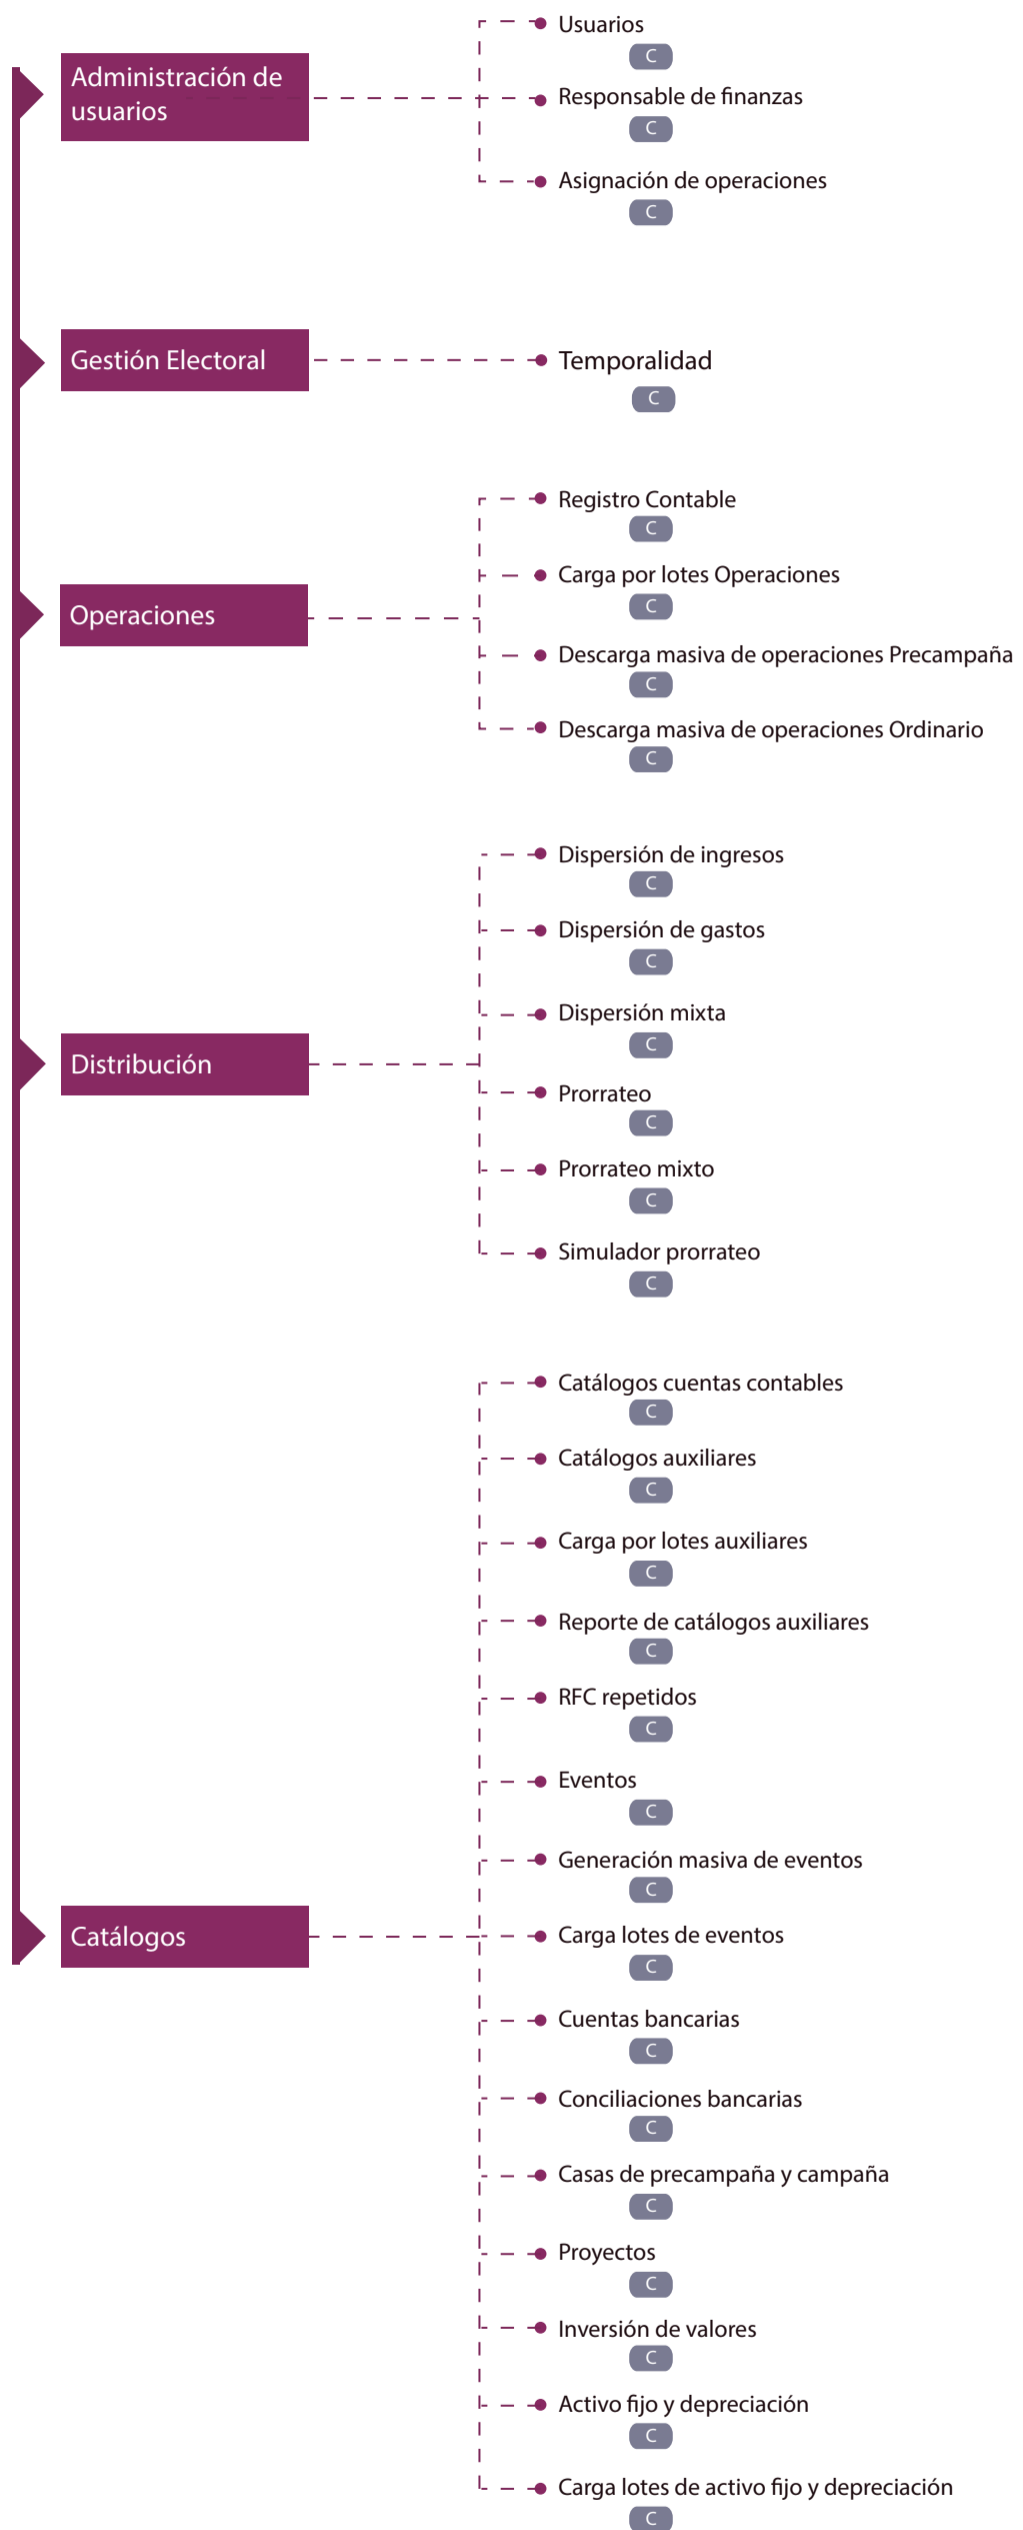 Administración de
usuarios
Usuarios
C
Responsable de finanzas
C
Asignación de operaciones
C
Gestión Electoral
Temporalidad
C
Operaciones
Registro Contable
C
Carga por lotes Operaciones
C
Descarga masiva de operaciones Precampaña
C
Descarga masiva de operaciones Ordinario
C
Distribución
Dispersión de ingresos
C
Dispersión de gastos
C
Dispersión mixta
C
Prorrateo
C
Prorrateo mixto
C
Simulador prorrateo
C
Catálogos
Catálogos cuentas contables
C
Catálogos auxiliares
C
Carga por lotes auxiliares
C
Reporte de catálogos auxiliares
C
RFC repetidos
C
Eventos
C
Generación masiva de eventos
C
Carga lotes de eventos
C
Cuentas bancarias
C
Conciliaciones bancarias
C
Casas de precampaña y campaña
C
Proyectos
C
Inversión de valores
C
Activo fijo y depreciación
C
Carga lotes de activo fijo y depreciación
C